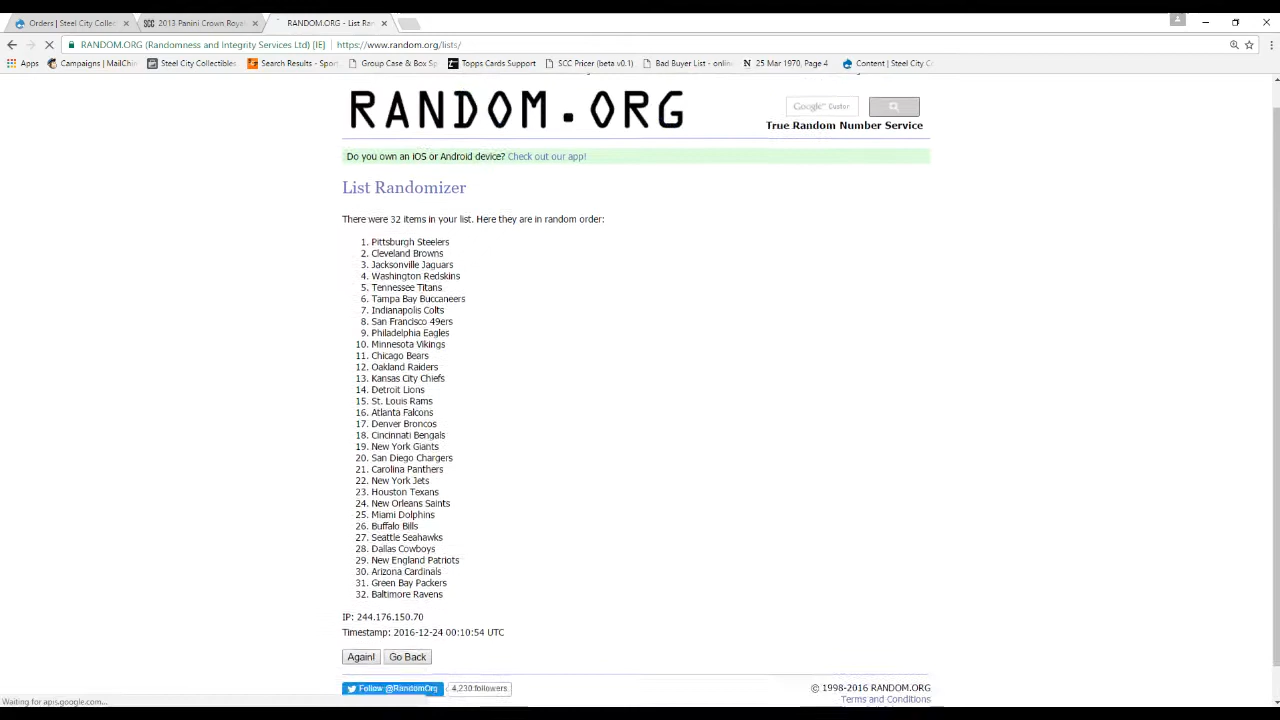 Orders | Steel City Collec
2013 Panini Crown Roya
RANDOM.ORG - List Ran
RANDOM.ORG (Randomness and Integrity Services Ltd) [IE] https://www.random.org/lists/
Apps Campaigns | MailChi Steel City Collectibles Search Results - Spor Group Case & Box Sp Topps Cards Support SCC Pricer (beta v0.1) Bad Buyer List - onlin 25 Mar 1970, Page 4 Content | Steel City C
RANDOM.ORG
Google Custor
True Random Number Service
Do you own an iOS or Android device? Check out our app!
List Randomizer
There were 32 items in your list. Here they are in random order:
1. Pittsburgh Steelers
2. Cleveland Browns
3. Jacksonville Jaguars
4. Washington Redskins
5. Tennessee Titans
6. Tampa Bay Buccaneers
7. Indianapolis Colts
8. San Francisco 49ers
9. Philadelphia Eagles
10. Minnesota Vikings
11. Chicago Bears
12. Oakland Raiders
13. Kansas City Chiefs
14. Detroit Lions
15. St. Louis Rams
16. Atlanta Falcons
17. Denver Broncos
18. Cincinnati Bengals
19. New York Giants
20. San Diego Chargers
21. Carolina Panthers
22. New York Jets
23. Houston Texans
24. New Orleans Saints
25. Miami Dolphins
26. Buffalo Bills
27. Seattle Seahawks
28. Dallas Cowboys
29. New England Patriots
30. Arizona Cardinals
31. Green Bay Packers
32. Baltimore Ravens
IP: 244.176.150.70
Timestamp: 2016-12-24 00:10:54 UTC
Again! Go Back
Follow @RandomOrg 4,230 followers
© 1998-2016 RANDOM.ORG
Terms and Conditions
Waiting for apis.google.com...